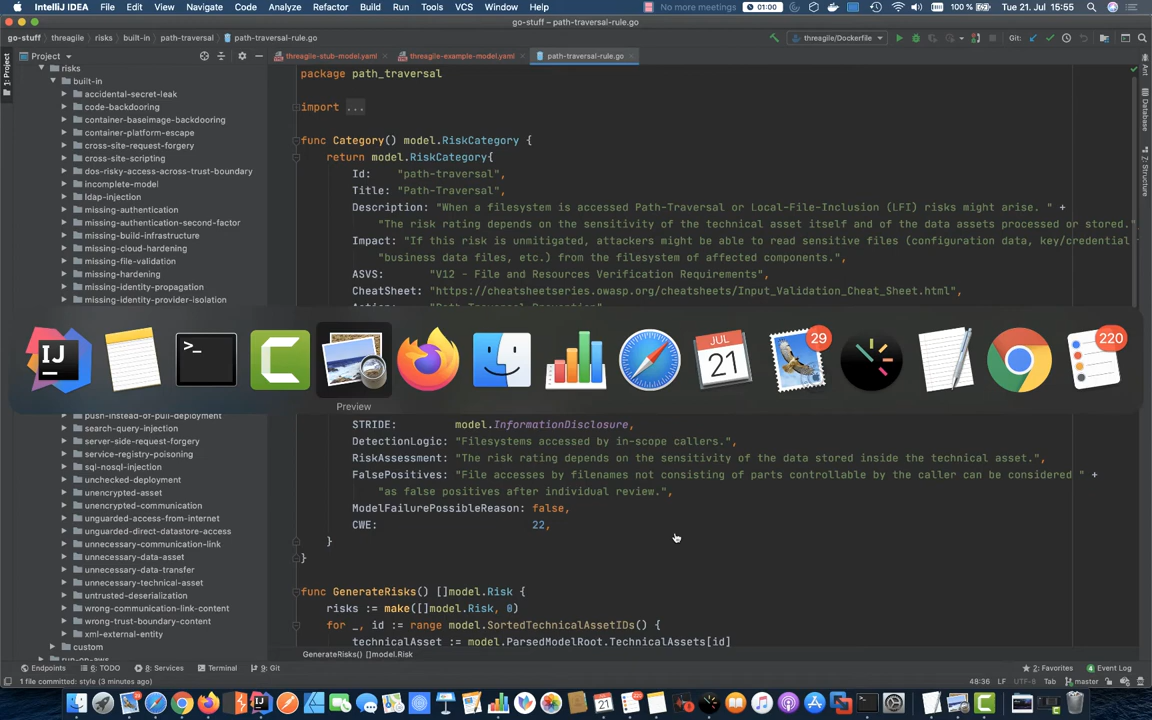 IntelliJ IDEA File Edit View Navigate Code Analyze Refactor Build Run Tools VCS Window Help No more meetings 01:00 100 % Tue 21. Jul 15:55
go-stuff – path-traversal-rule.go
go-stuff threagile risks built-in path-traversal path-traversal-rule.go threagile/Dockerfile Git:
Project threagile-stub-model.yaml threagile-example-model.yaml path-traversal-rule.go
1: Project
Ant
Database
Z: Structure
risks
built-in
accidental-secret-leak
code-backdooring
container-baseimage-backdooring
container-platform-escape
cross-site-request-forgery
cross-site-scripting
dos-risky-access-across-trust-boundary
incomplete-model
ldap-injection
missing-authentication
missing-authentication-second-factor
missing-build-infrastructure
missing-cloud-hardening
missing-file-validation
missing-hardening
missing-identity-propagation
missing-identity-provider-isolation
push-instead-of-pull-deployment
search-query-injection
server-side-request-forgery
service-registry-poisoning
sql-nosql-injection
unchecked-deployment
unencrypted-asset
unencrypted-communication
unguarded-access-from-internet
unguarded-direct-datastore-access
unnecessary-communication-link
unnecessary-data-asset
unnecessary-data-transfer
unnecessary-technical-asset
untrusted-deserialization
wrong-communication-link-content
wrong-trust-boundary-content
xml-external-entity
custom
package path_traversal
import ...
func Category() model.RiskCategory {
return model.RiskCategory{
Id: "path-traversal",
Title: "Path-Traversal",
Description: "When a filesystem is accessed Path-Traversal or Local-File-Inclusion (LFI) risks might arise. " +
"The risk rating depends on the sensitivity of the technical asset itself and of the data assets processed or stored."
Impact: "If this risk is unmitigated, attackers might be able to read sensitive files (configuration data, key/credential
"business data files, etc.) from the filesystem of affected components.",
ASVS: "V12 - File and Resources Verification Requirements",
CheatSheet: "https://cheatsheetseries.owasp.org/cheatsheets/Input_Validation_Cheat_Sheet.html",
JUL
21
29
220
Preview
STRIDE: model.InformationDisclosure,
DetectionLogic: "Filesystems accessed by in-scope callers.",
RiskAssessment: "The risk rating depends on the sensitivity of the data stored inside the technical asset.",
FalsePositives: "File accesses by filenames not consisting of parts controllable by the caller can be considered " +
"as false positives after individual review.",
ModelFailurePossibleReason: false,
CWE: 22,
}
}
func GenerateRisks() []model.Risk {
risks := make([]model.Risk, 0)
for _, id := range model.SortedTechnicalAssetIDs() {
technicalAsset := model.ParsedModelRoot.TechnicalAssets[id]
GenerateRisks() []model.Risk
Endpoints 6: TODO 8: Services Terminal 9: Git 2: Favorites Event Log
1 file committed: style (3 minutes ago) 48:36 LF UTF-8 Tab master